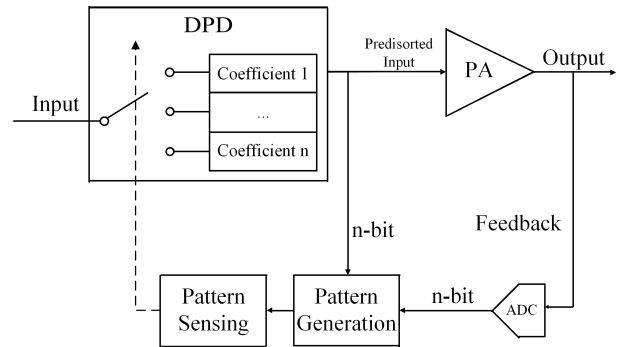 DPD
Input
Coefficient 1
...
Coefficient n
Predisorted
Input
PA
Output
Feedback
n-bit
Pattern
Sensing
Pattern
Generation
n-bit
ADC